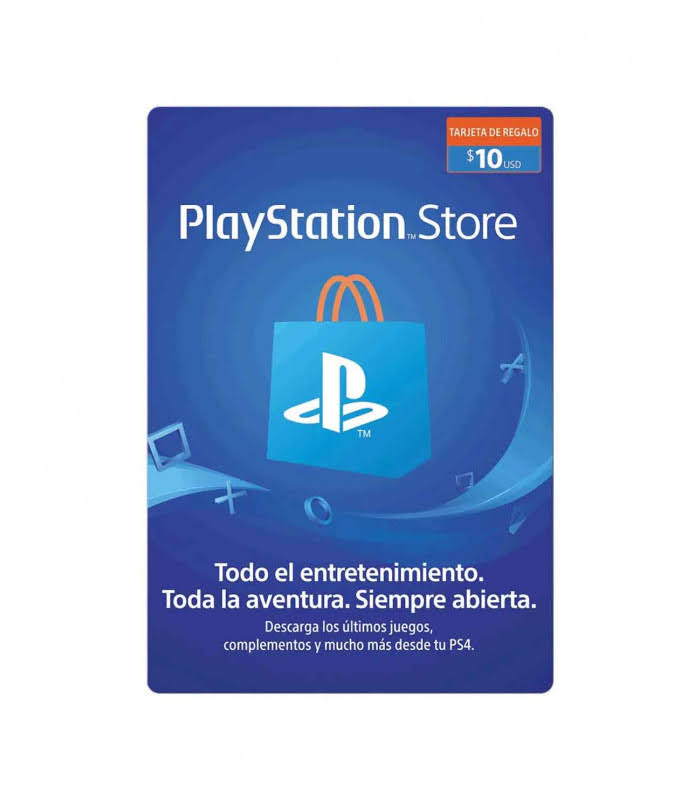 TARJETA DE REGALO
$10 USD
PlayStation™ Store
TM
Todo el entretenimiento.
Toda la aventura. Siempre abierta.
Descarga los últimos juegos,
complementos y mucho más desde tu PS4.